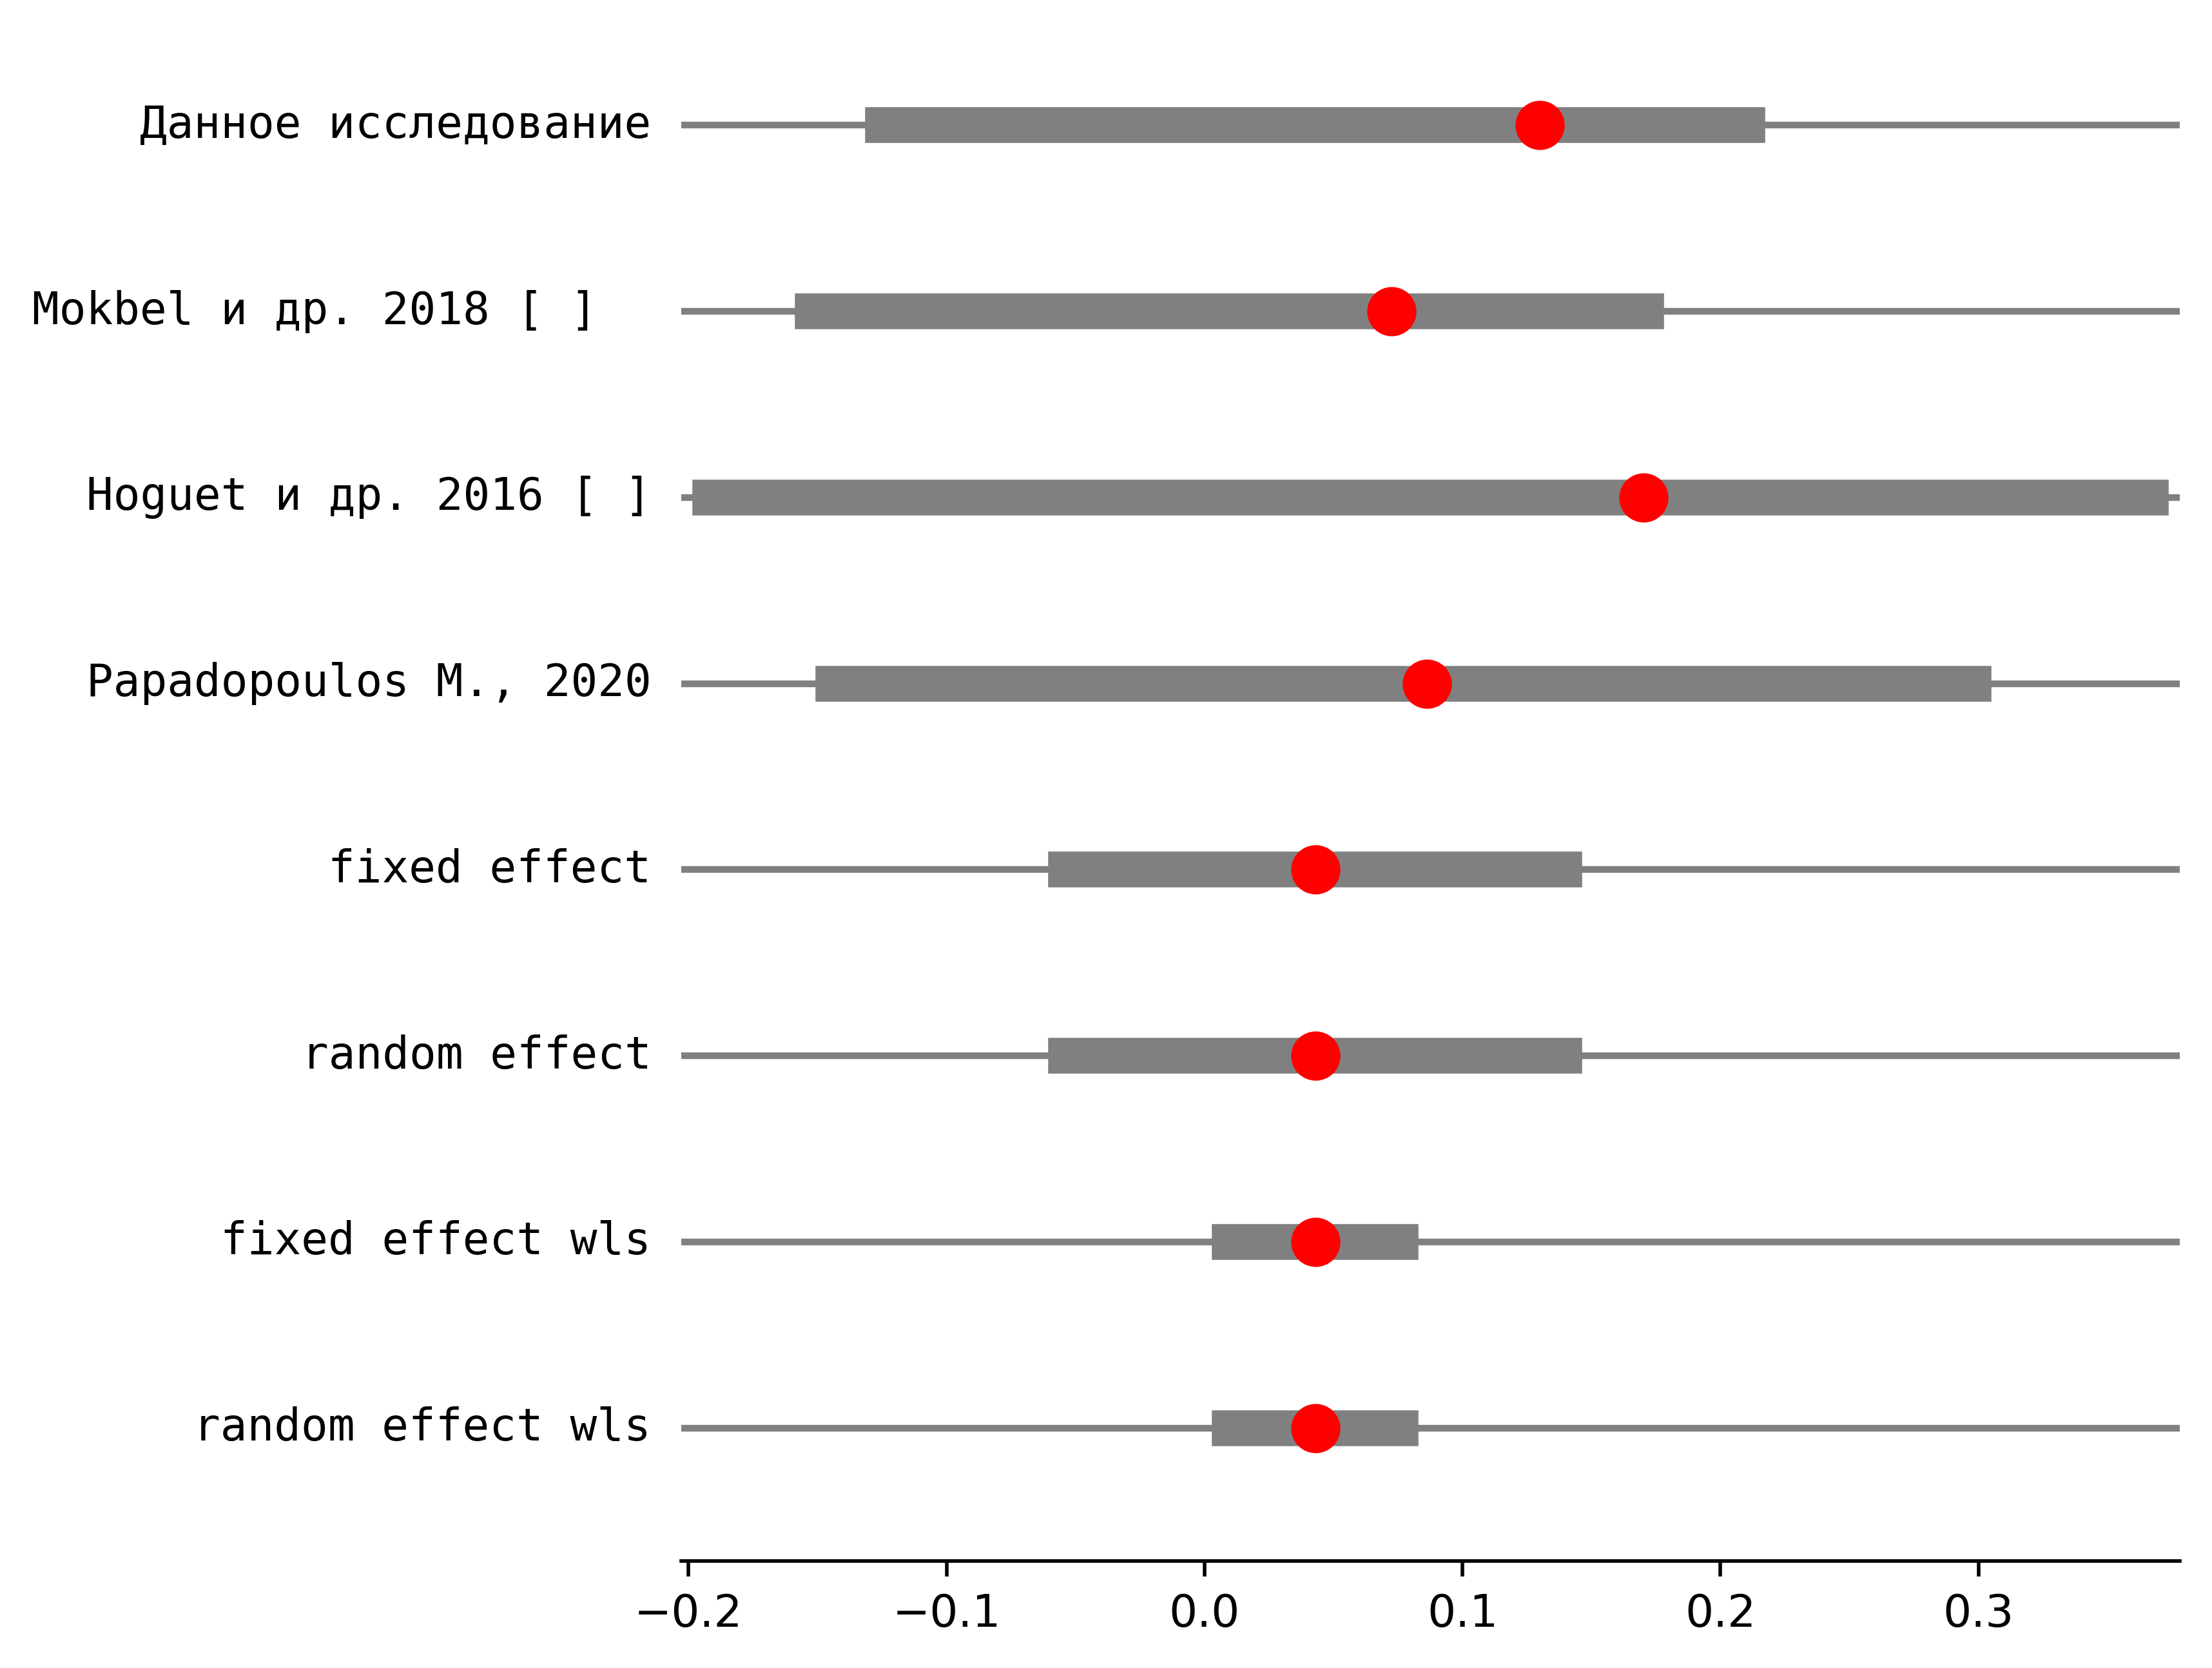 Данное исследование
Mokbel и др. 2018 [ ]
Hoguet и др. 2016 [ ]
Papadopoulos M., 2020
fixed effect
random effect
fixed effect wls
random effect wls
−0.2 −0.1 0.0 0.1 0.2 0.3